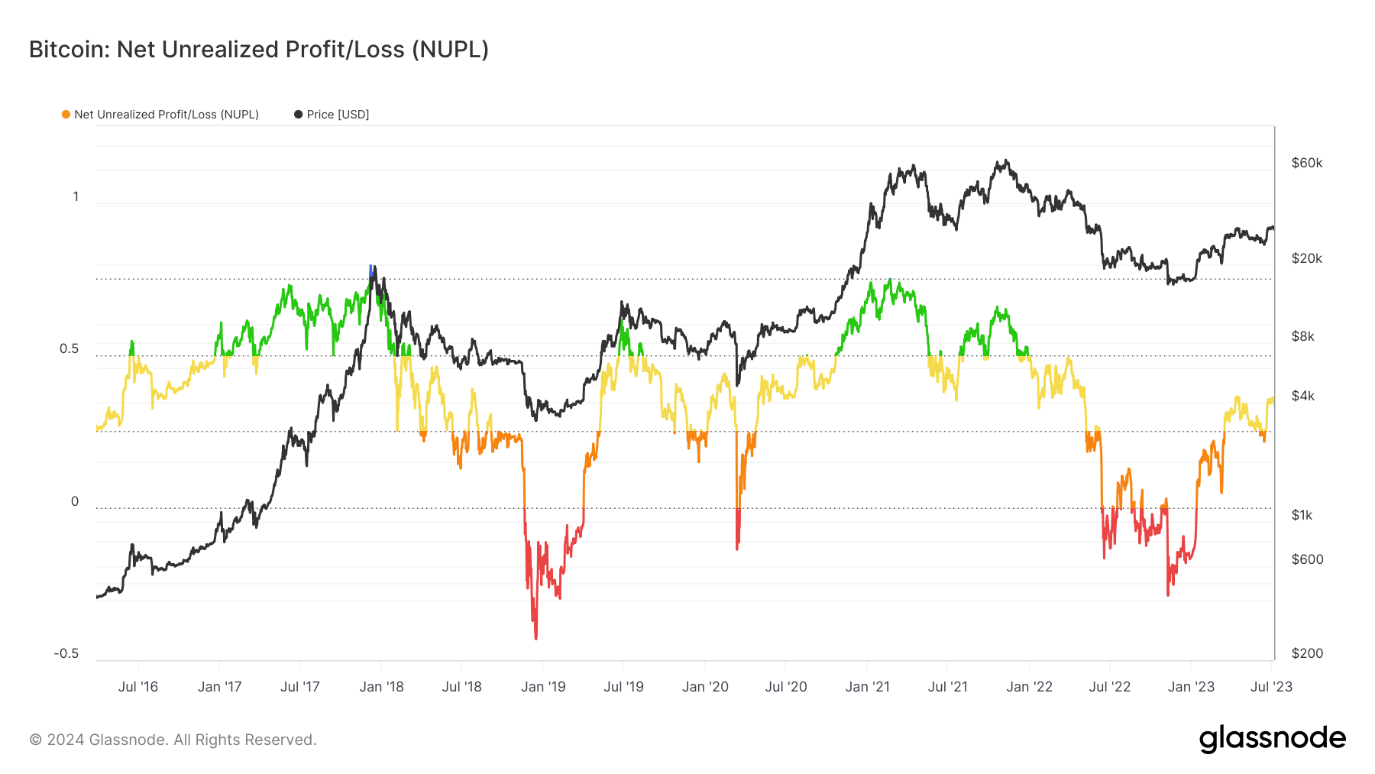 Bitcoin: Net Unrealized Profit/Loss (NUPL)
Net Unrealized Profit/Loss (NUPL) Price [USD]
1
0.5
0
-0.5
$60k
$20k
$8k
$4k
$1k
$600
$200
Jul '16 Jan '17 Jul '17 Jan '18 Jul '18 Jan '19 Jul '19 Jan '20 Jul '20 Jan '21 Jul '21 Jan '22 Jul '22 Jan '23 Jul '23
© 2024 Glassnode. All Rights Reserved.
glassnode